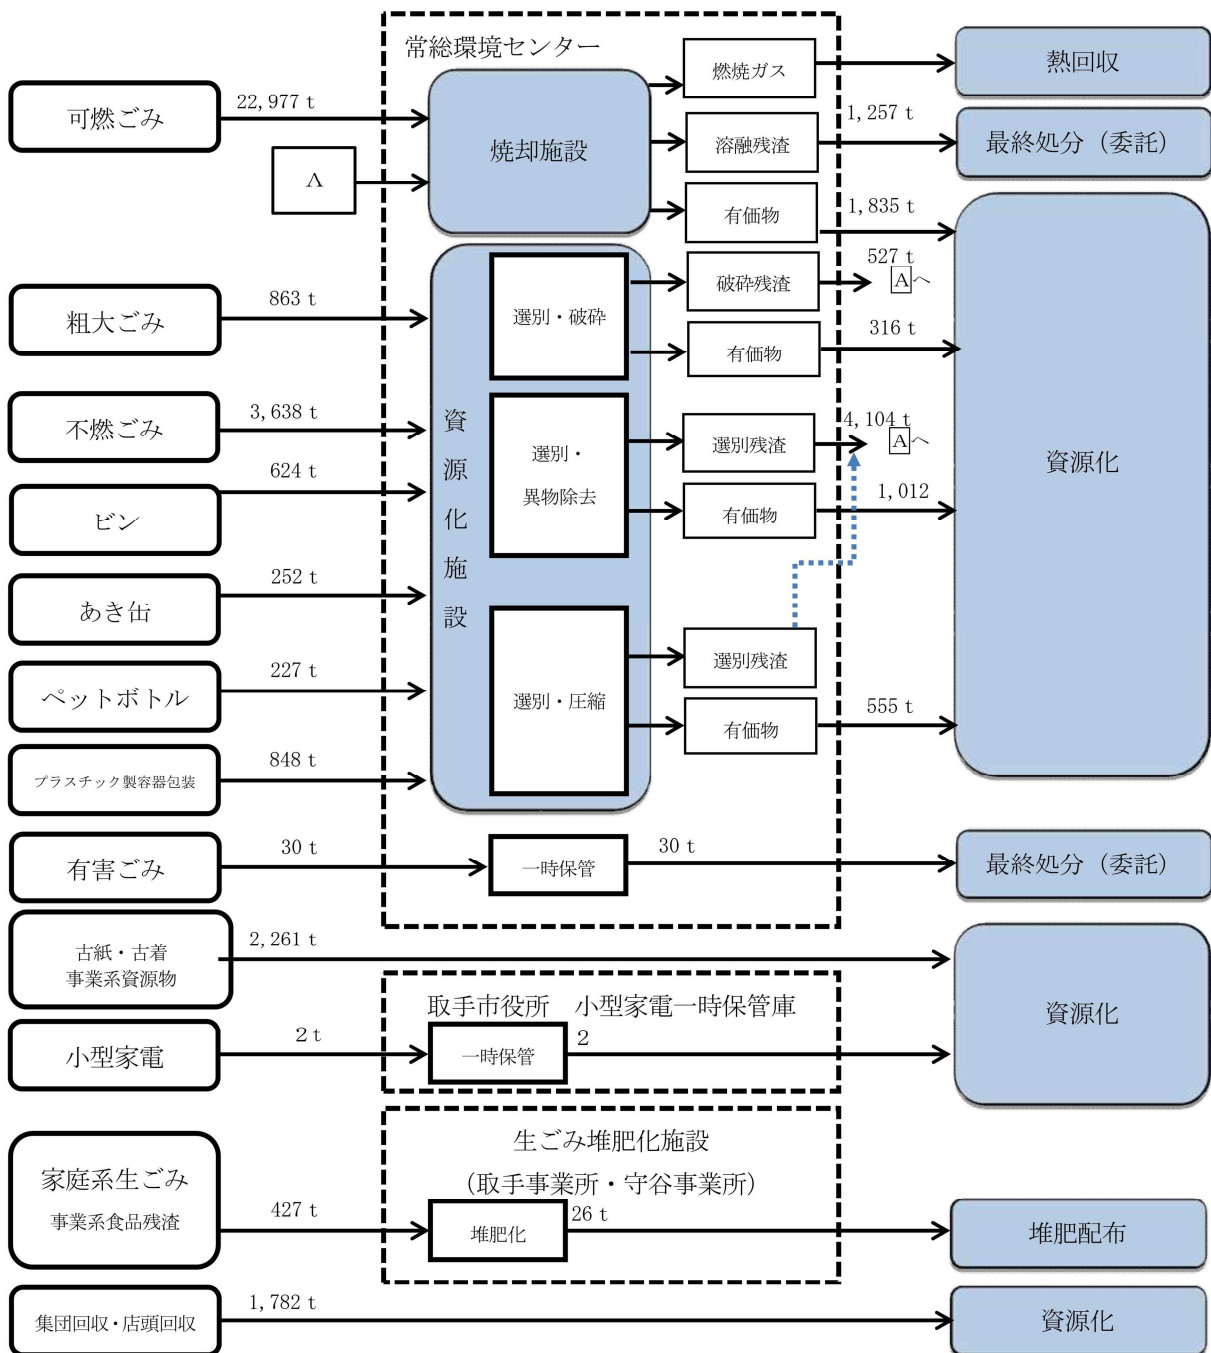 常総環境センター
可燃ごみ
22,977 t
A
焼却施設
燃焼ガス
熱回収
溶融残渣
1,257 t
最終処分（委託）
有価物
1,835 t
資源化
粗大ごみ
863 t
選別・破砕
破砕残渣
527 t
Aへ
有価物
316 t
不燃ごみ
3,638 t
資源化施設
選別・
異物除去
選別残渣
4,104 t
Aへ
ビン
624 t
有価物
1,012
あき缶
252 t
ペットボトル
227 t
選別・圧縮
選別残渣
有価物
555 t
プラスチック製容器包装
848 t
有害ごみ
30 t
一時保管
30 t
最終処分（委託）
古紙・古着
事業系資源物
2,261 t
資源化
取手市役所　小型家電一時保管庫
小型家電
2 t
一時保管
2
生ごみ堆肥化施設
（取手事業所・守谷事業所）
家庭系生ごみ
事業系食品残渣
427 t
堆肥化
26 t
堆肥配布
集団回収・店頭回収
1,782 t
資源化